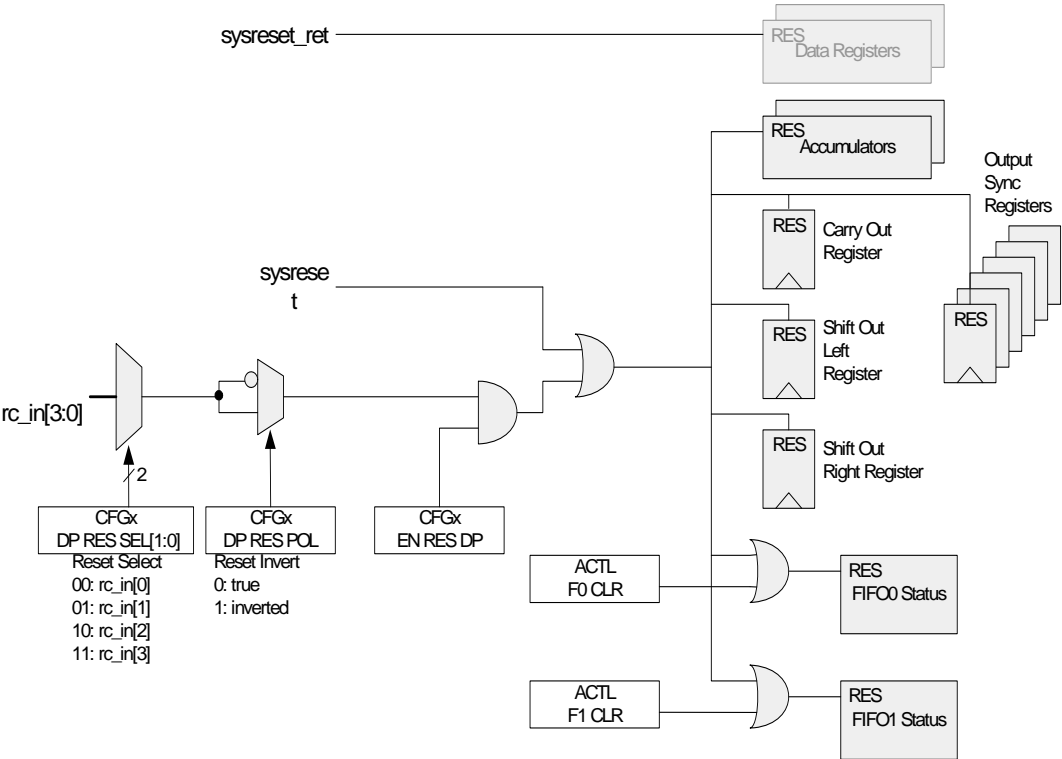 sysreset_ret
RES
Data Registers
RES
Accumulators
Output
Sync
Registers
RES
Carry Out
Register
sysrese
t
RES
Shift Out
Left
Register
RES
rc_in[3:0]
2
RES
Shift Out
Right Register
CFGx
DP RES SEL[1:0]
CFGx
DP RES POL
CFGx
EN RES DP
Reset Select
00: rc_in[0]
01: rc_in[1]
10: rc_in[2]
11: rc_in[3]
Reset Invert
0: true
1: inverted
ACTL
F0 CLR
RES
FIFO0 Status
ACTL
F1 CLR
RES
FIFO1 Status